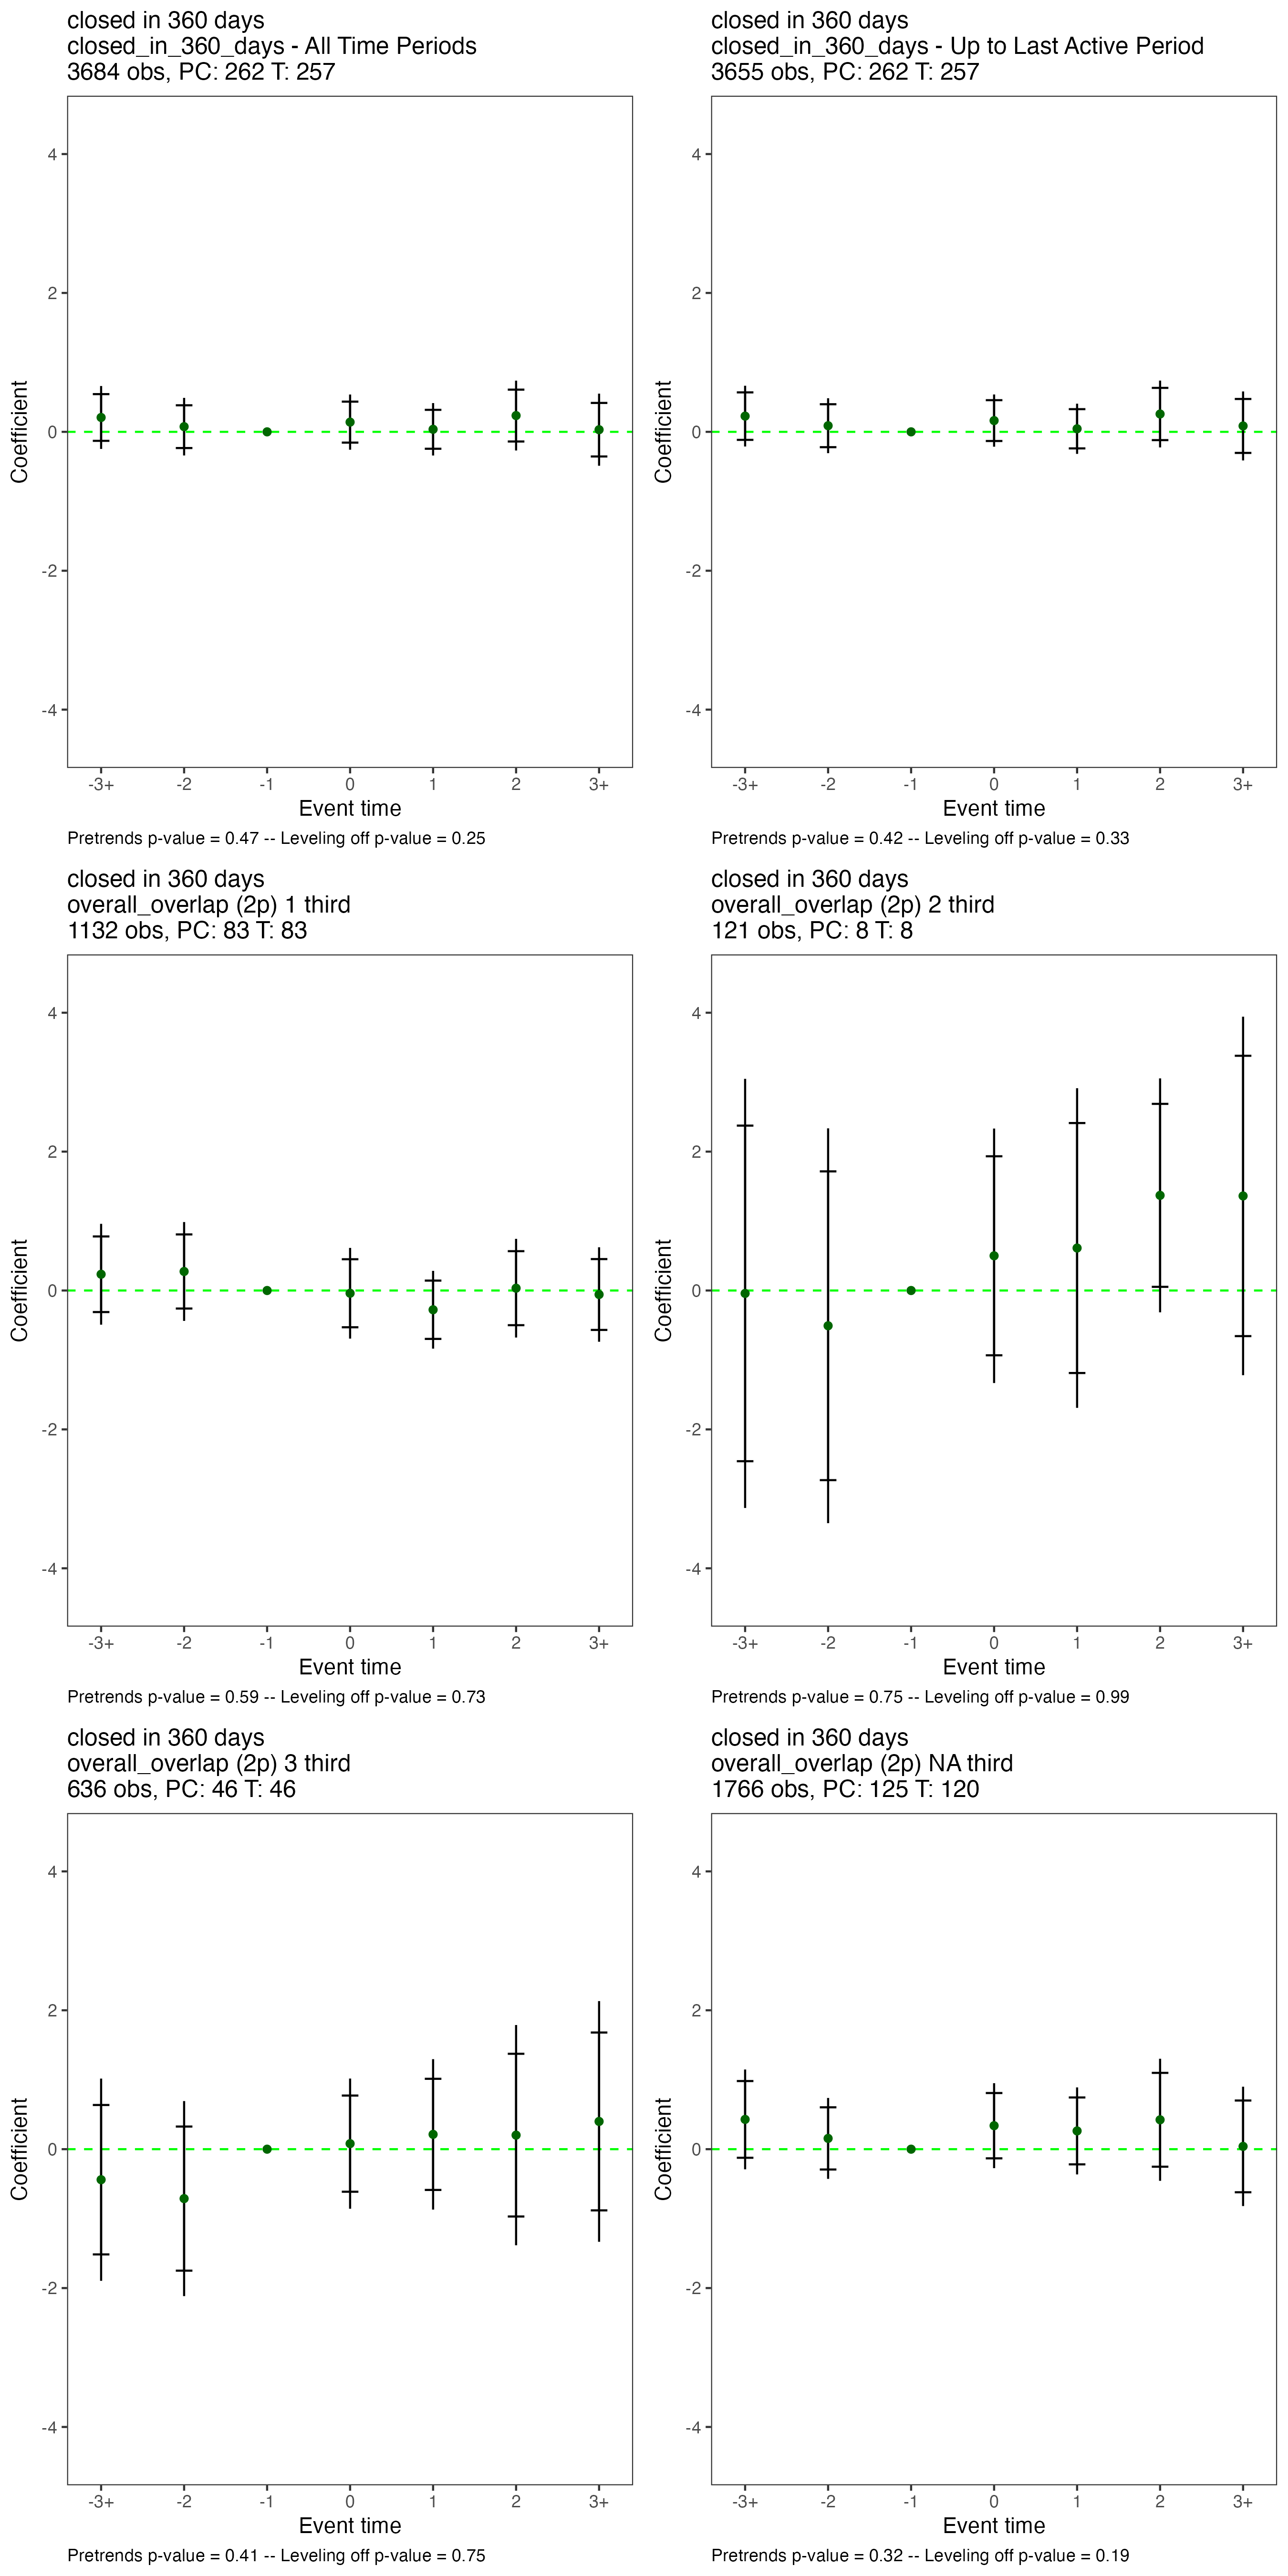 closed in 360 days
closed_in_360_days - All Time Periods
3684 obs, PC: 262 T: 257
4
2
0
-2
-4
Coefficient
-3+ -2 -1 0 1 2 3+
Event time
Pretrends p-value = 0.47 -- Leveling off p-value = 0.25
closed in 360 days
closed_in_360_days - Up to Last Active Period
3655 obs, PC: 262 T: 257
4
2
0
-2
-4
Coefficient
-3+ -2 -1 0 1 2 3+
Event time
Pretrends p-value = 0.42 -- Leveling off p-value = 0.33
closed in 360 days
overall_overlap (2p) 1 third
1132 obs, PC: 83 T: 83
4
2
0
-2
-4
Coefficient
-3+ -2 -1 0 1 2 3+
Event time
Pretrends p-value = 0.59 -- Leveling off p-value = 0.73
closed in 360 days
overall_overlap (2p) 2 third
121 obs, PC: 8 T: 8
4
2
0
-2
-4
Coefficient
-3+ -2 -1 0 1 2 3+
Event time
Pretrends p-value = 0.75 -- Leveling off p-value = 0.99
closed in 360 days
overall_overlap (2p) 3 third
636 obs, PC: 46 T: 46
4
2
0
-2
-4
Coefficient
-3+ -2 -1 0 1 2 3+
Event time
Pretrends p-value = 0.41 -- Leveling off p-value = 0.75
closed in 360 days
overall_overlap (2p) NA third
1766 obs, PC: 125 T: 120
4
2
0
-2
-4
Coefficient
-3+ -2 -1 0 1 2 3+
Event time
Pretrends p-value = 0.32 -- Leveling off p-value = 0.19